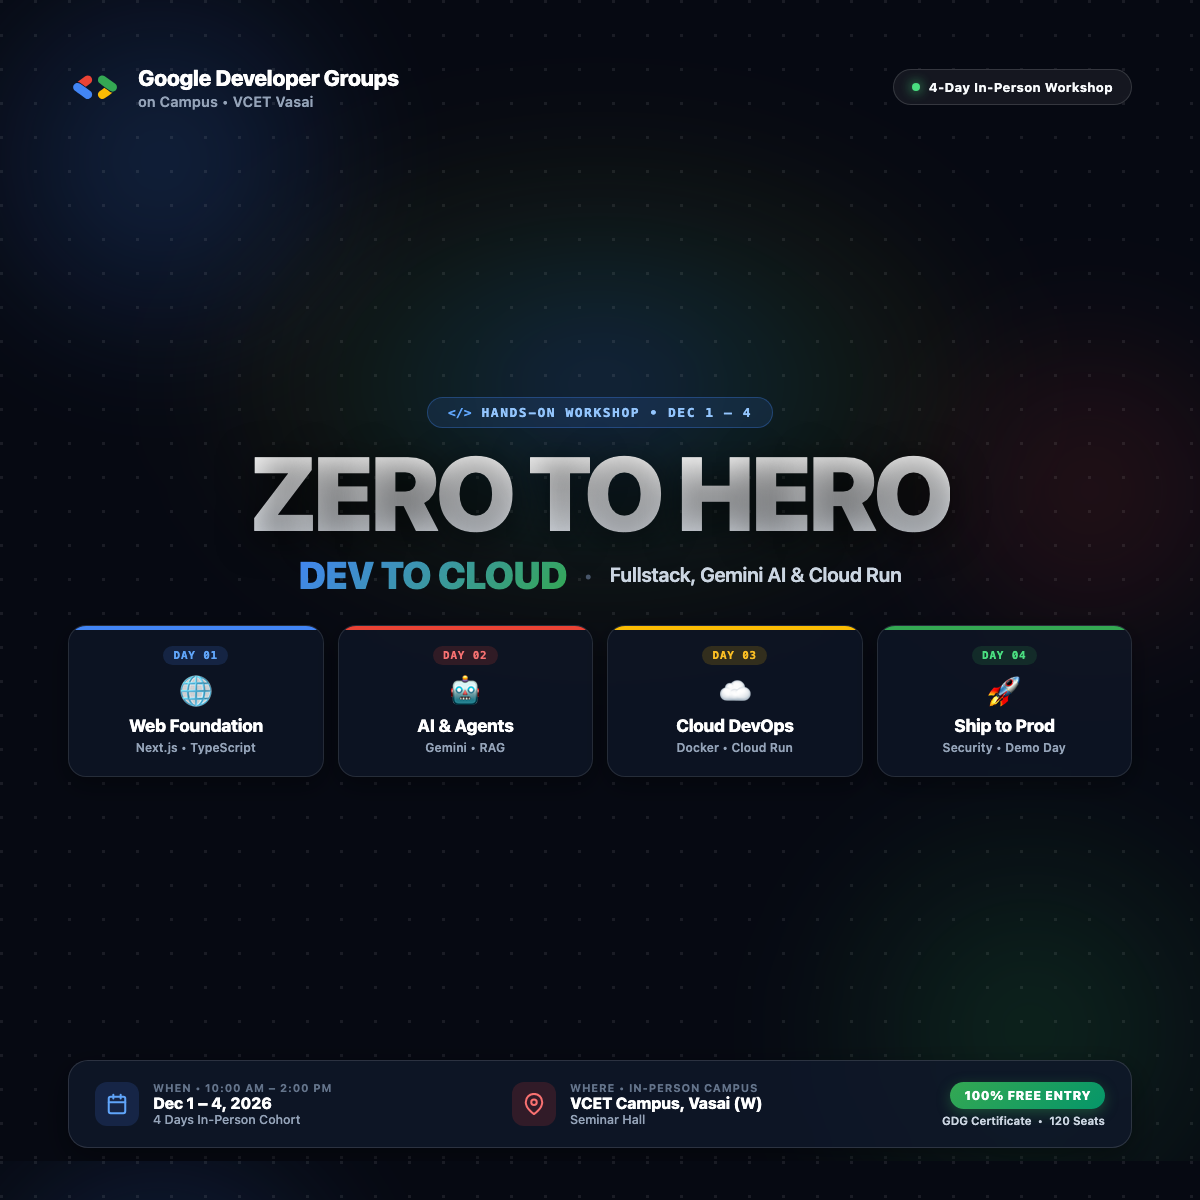 Google Developer Groups
on Campus • VCET Vasai
4-Day In-Person Workshop
</> HANDS-ON WORKSHOP • DEC 1 – 4
ZERO TO HERO
DEV TO CLOUD • Fullstack, Gemini AI & Cloud Run
DAY 01
Web Foundation
Next.js • TypeScript
DAY 02
AI & Agents
Gemini • RAG
DAY 03
Cloud DevOps
Docker • Cloud Run
DAY 04
Ship to Prod
Security • Demo Day
WHEN • 10:00 AM – 2:00 PM
Dec 1 – 4, 2026
4 Days In-Person Cohort
WHERE • IN-PERSON CAMPUS
VCET Campus, Vasai (W)
Seminar Hall
100% FREE ENTRY
GDG Certificate • 120 Seats